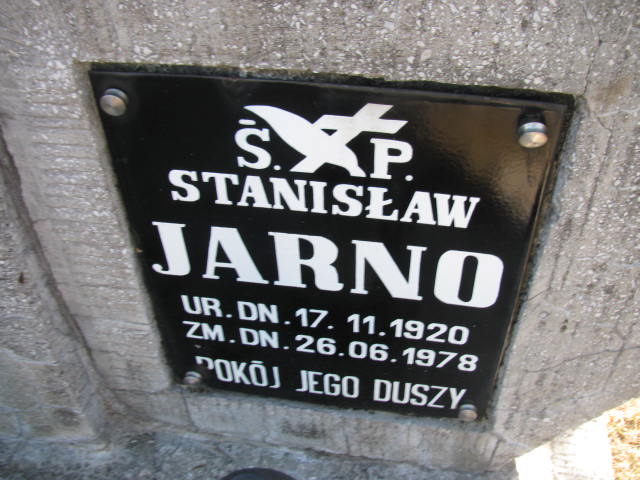 Ś. P.
STANISŁAW
JARNO
UR. DN. 17. 11. 1920
ZM. DN. 26. 06. 1978
POKÓJ JEGO DUSZY